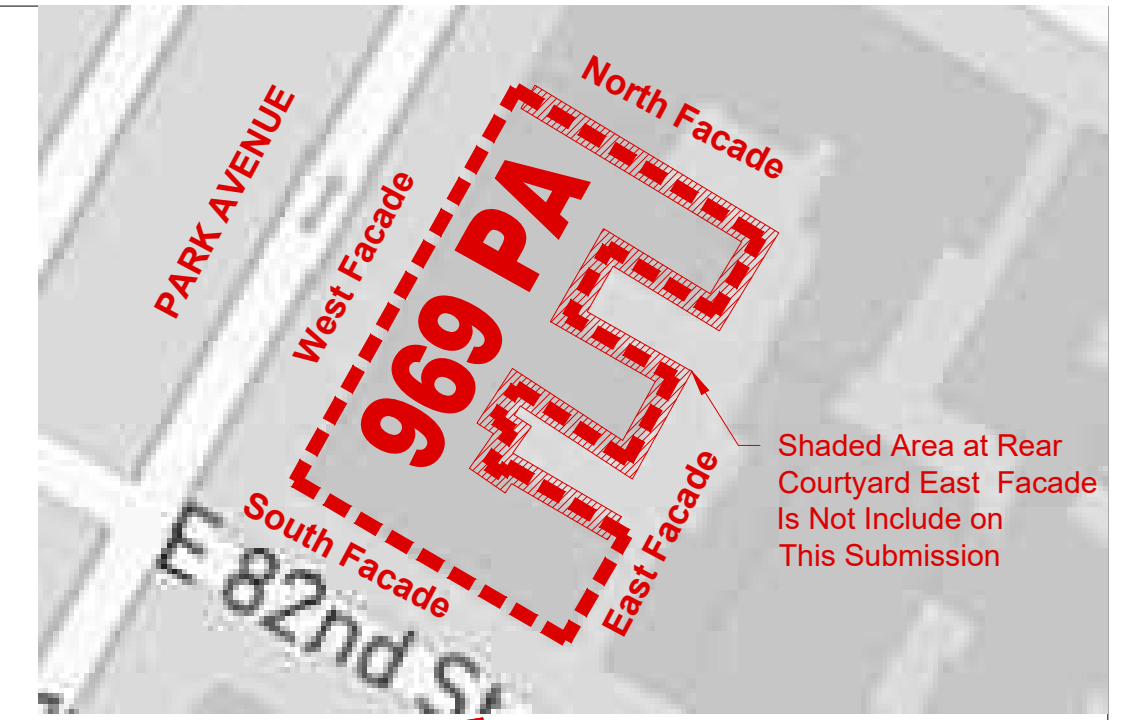 North Facade
PARK AVENUE
West Facade
969 PA
Shaded Area at Rear
Courtyard East Facade
Is Not Include on
This Submission
East Facade
South Facade
E 82nd St